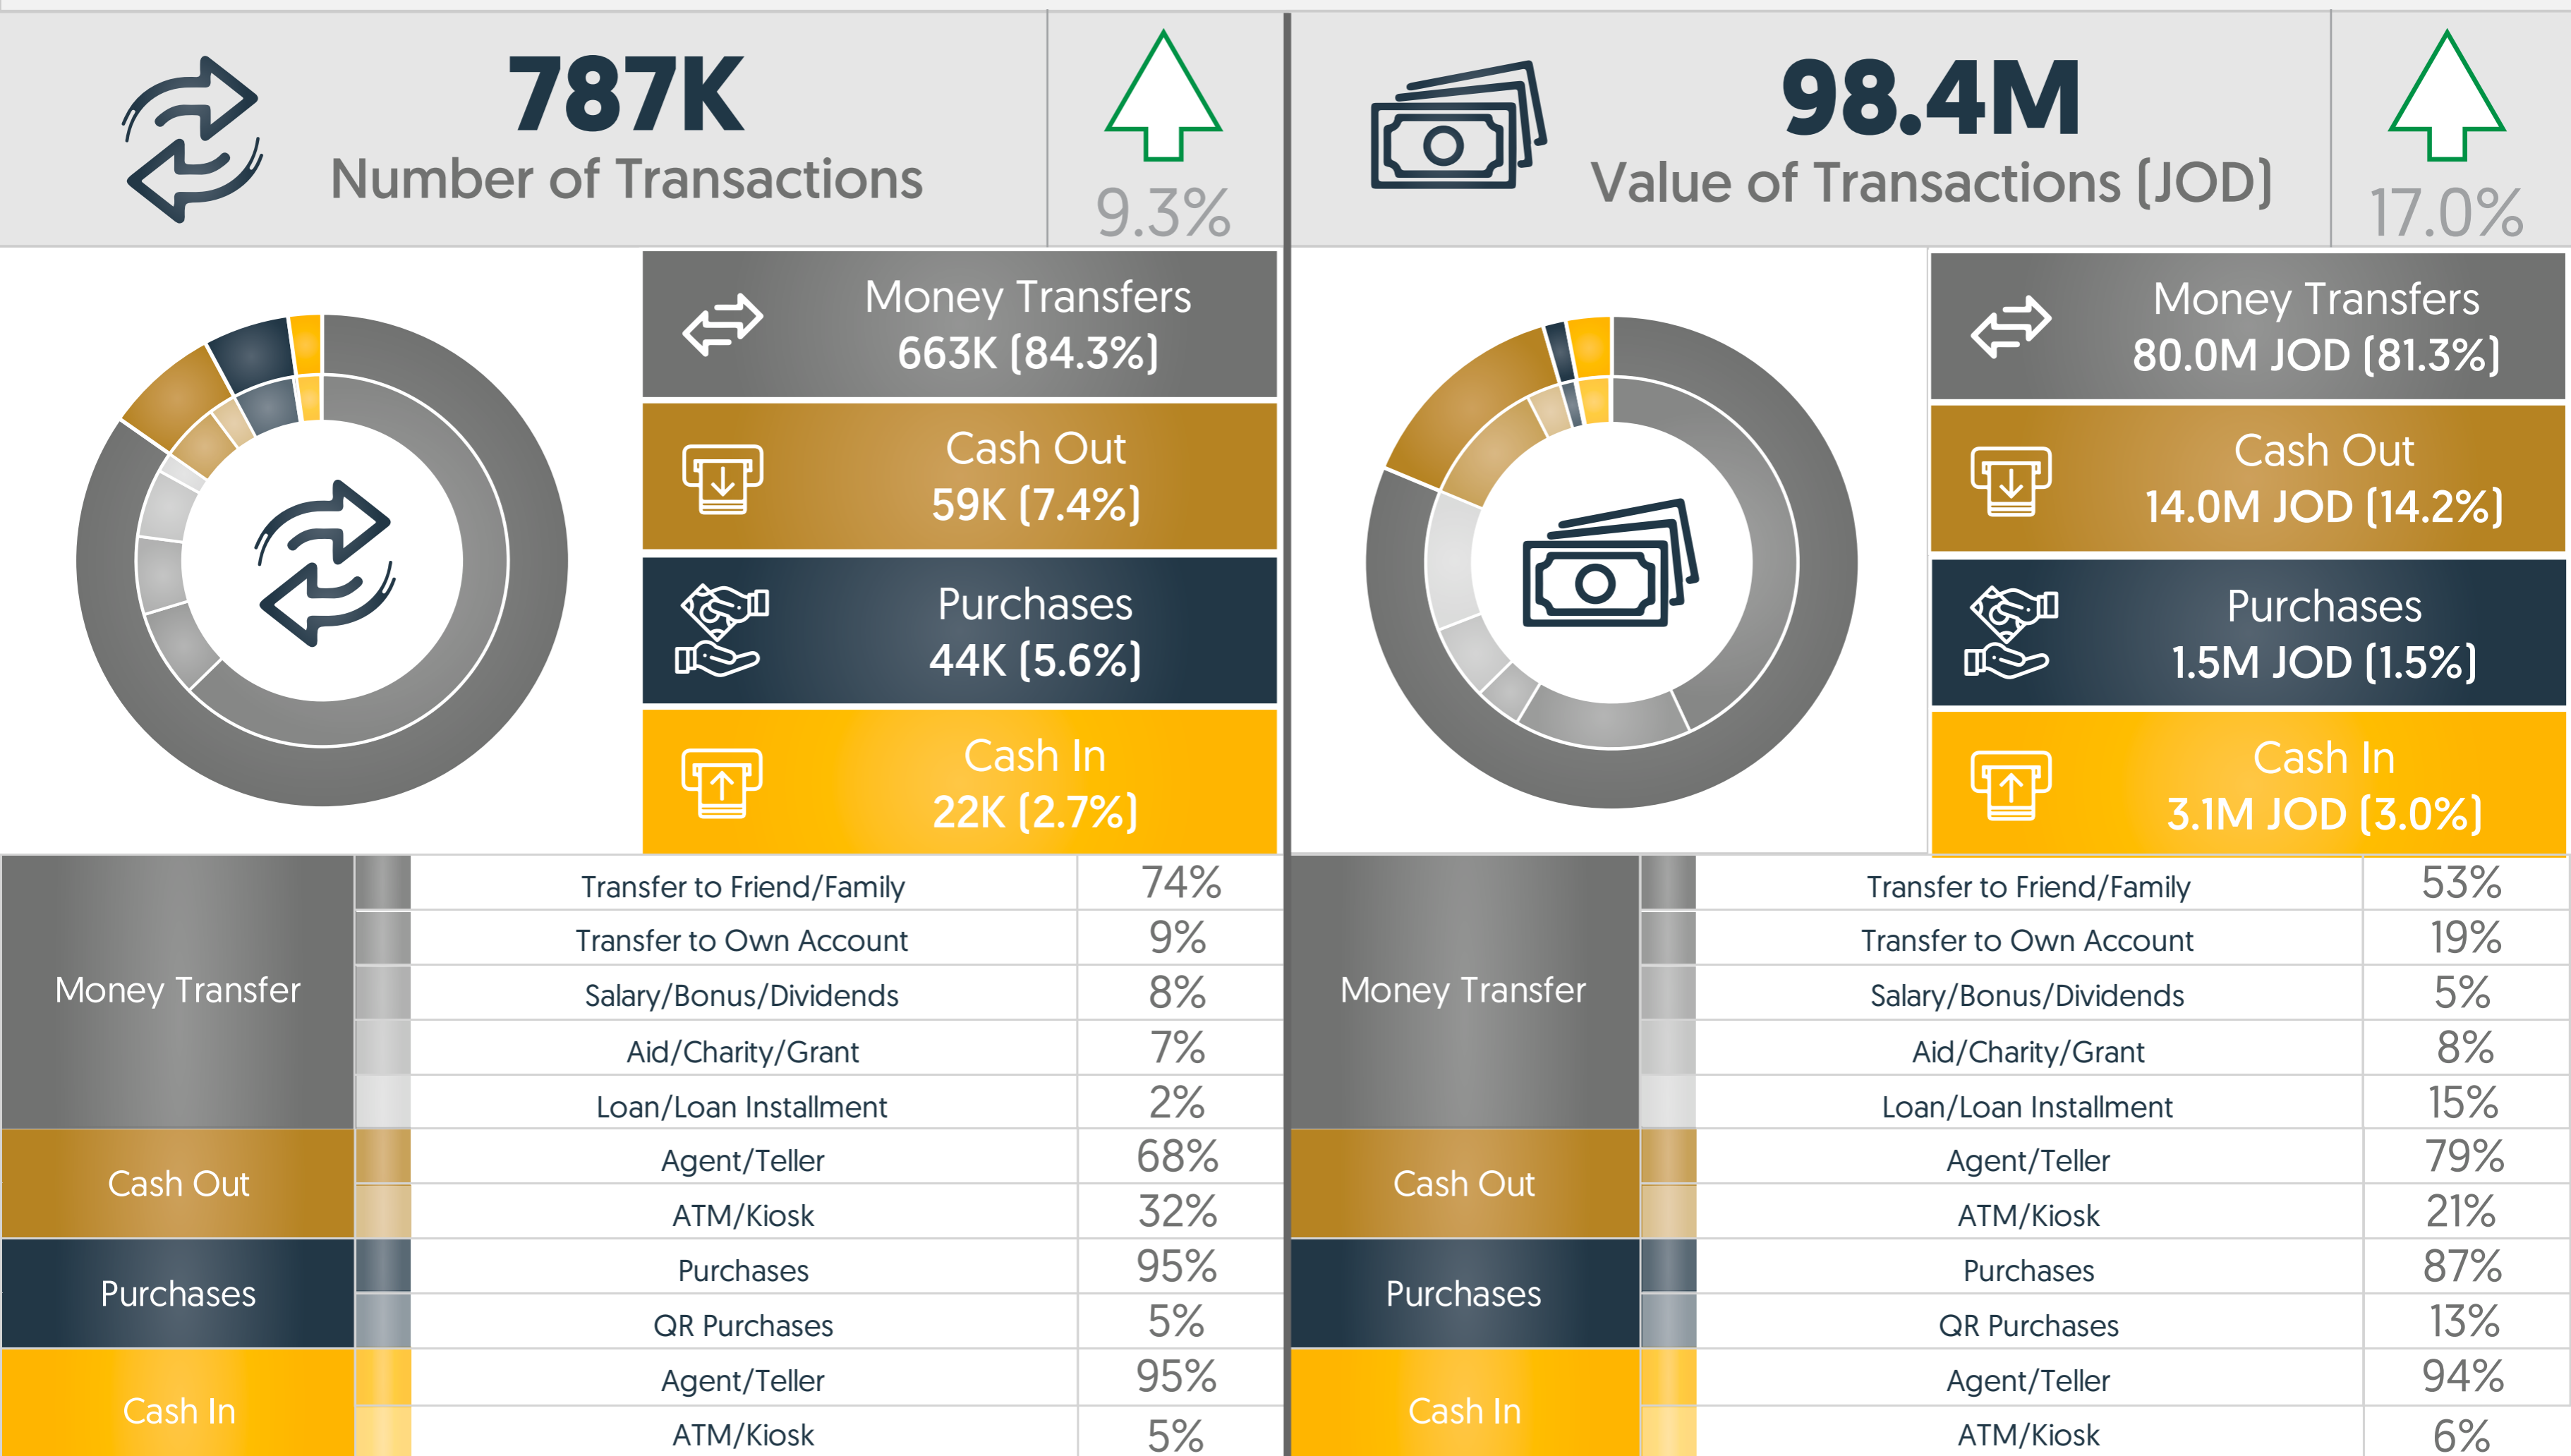 787K
Number of Transactions
9.3%
Money Transfers
663K (84.3%)
Cash Out
59K (7.4%)
Purchases
44K (5.6%)
Cash In
22K (2.7%)
Money Transfer
Transfer to Friend/Family 74%
Transfer to Own Account 9%
Salary/Bonus/Dividends 8%
Aid/Charity/Grant 7%
Loan/Loan Installment 2%
Cash Out
Agent/Teller 68%
ATM/Kiosk 32%
Purchases
Purchases 95%
QR Purchases 5%
Cash In
Agent/Teller 95%
ATM/Kiosk 5%
98.4M
Value of Transactions (JOD)
17.0%
Money Transfers
80.0M JOD (81.3%)
Cash Out
14.0M JOD (14.2%)
Purchases
1.5M JOD (1.5%)
Cash In
3.1M JOD (3.0%)
Money Transfer
Transfer to Friend/Family 53%
Transfer to Own Account 19%
Salary/Bonus/Dividends 5%
Aid/Charity/Grant 8%
Loan/Loan Installment 15%
Cash Out
Agent/Teller 79%
ATM/Kiosk 21%
Purchases
Purchases 87%
QR Purchases 13%
Cash In
Agent/Teller 94%
ATM/Kiosk 6%